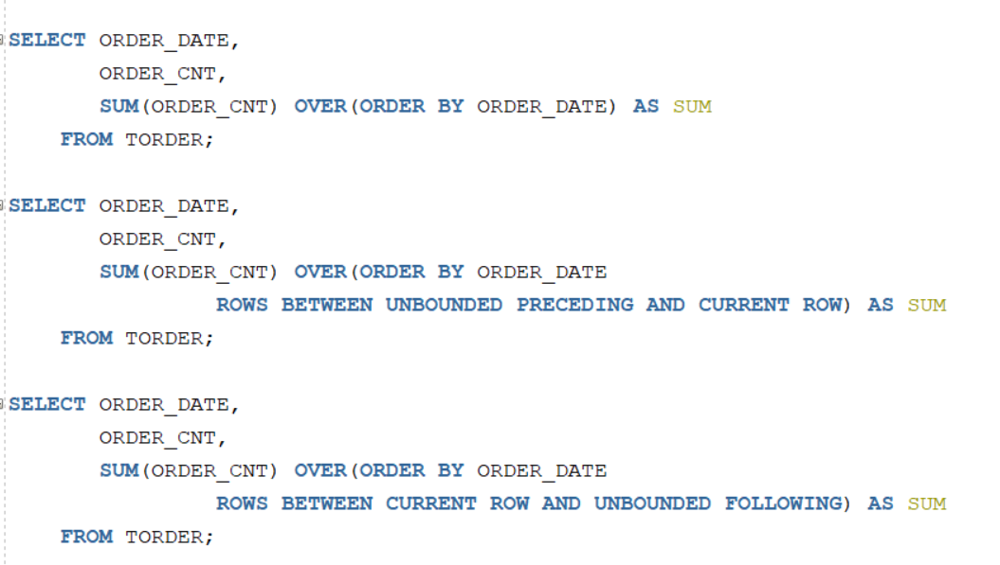 SELECT ORDER_DATE,
ORDER_CNT,
SUM(ORDER_CNT) OVER(ORDER BY ORDER_DATE) AS SUM
FROM TORDER;
SELECT ORDER_DATE,
ORDER_CNT,
SUM(ORDER_CNT) OVER(ORDER BY ORDER_DATE
ROWS BETWEEN UNBOUNDED PRECEDING AND CURRENT ROW) AS SUM
FROM TORDER;
SELECT ORDER_DATE,
ORDER_CNT,
SUM(ORDER_CNT) OVER(ORDER BY ORDER_DATE
ROWS BETWEEN CURRENT ROW AND UNBOUNDED FOLLOWING) AS SUM
FROM TORDER;